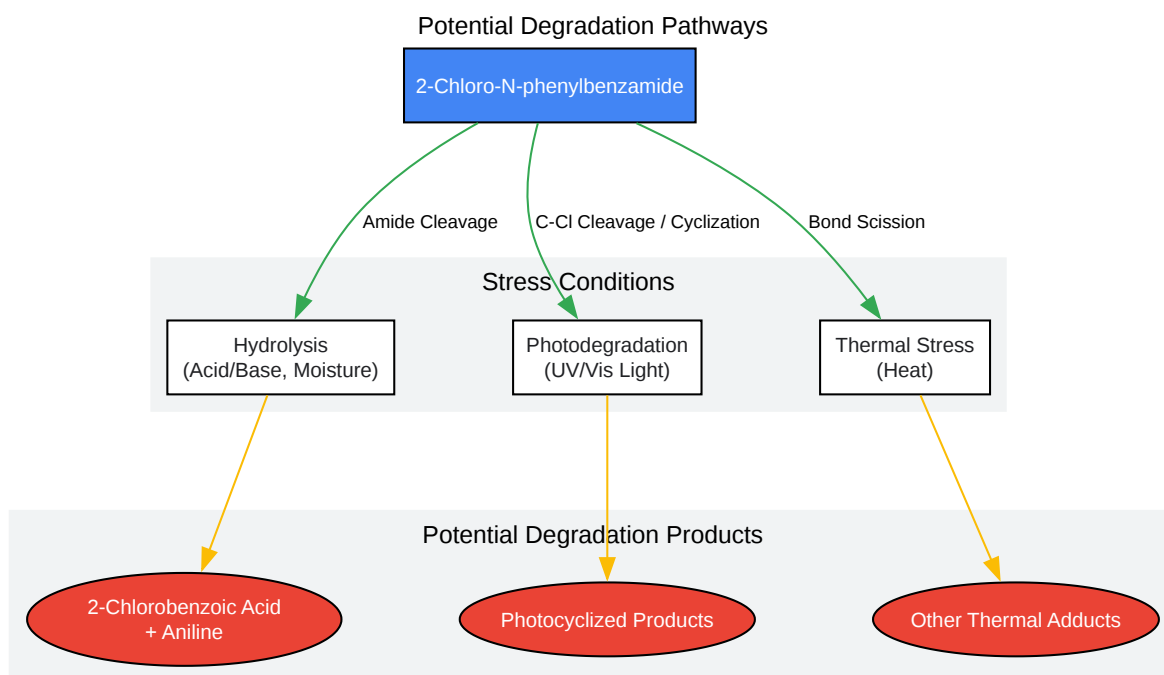 Potential Degradation Pathways
2-Chloro-N-phenylbenzamide
Amide Cleavage
C-Cl Cleavage / Cyclization
Bond Scission
Stress Conditions
Hydrolysis
(Acid/Base, Moisture)
Photodegradation
(UV/Vis Light)
Thermal Stress
(Heat)
Potential Degradation Products
2-Chlorobenzoic Acid
+ Aniline
Photocyclized Products
Other Thermal Adducts